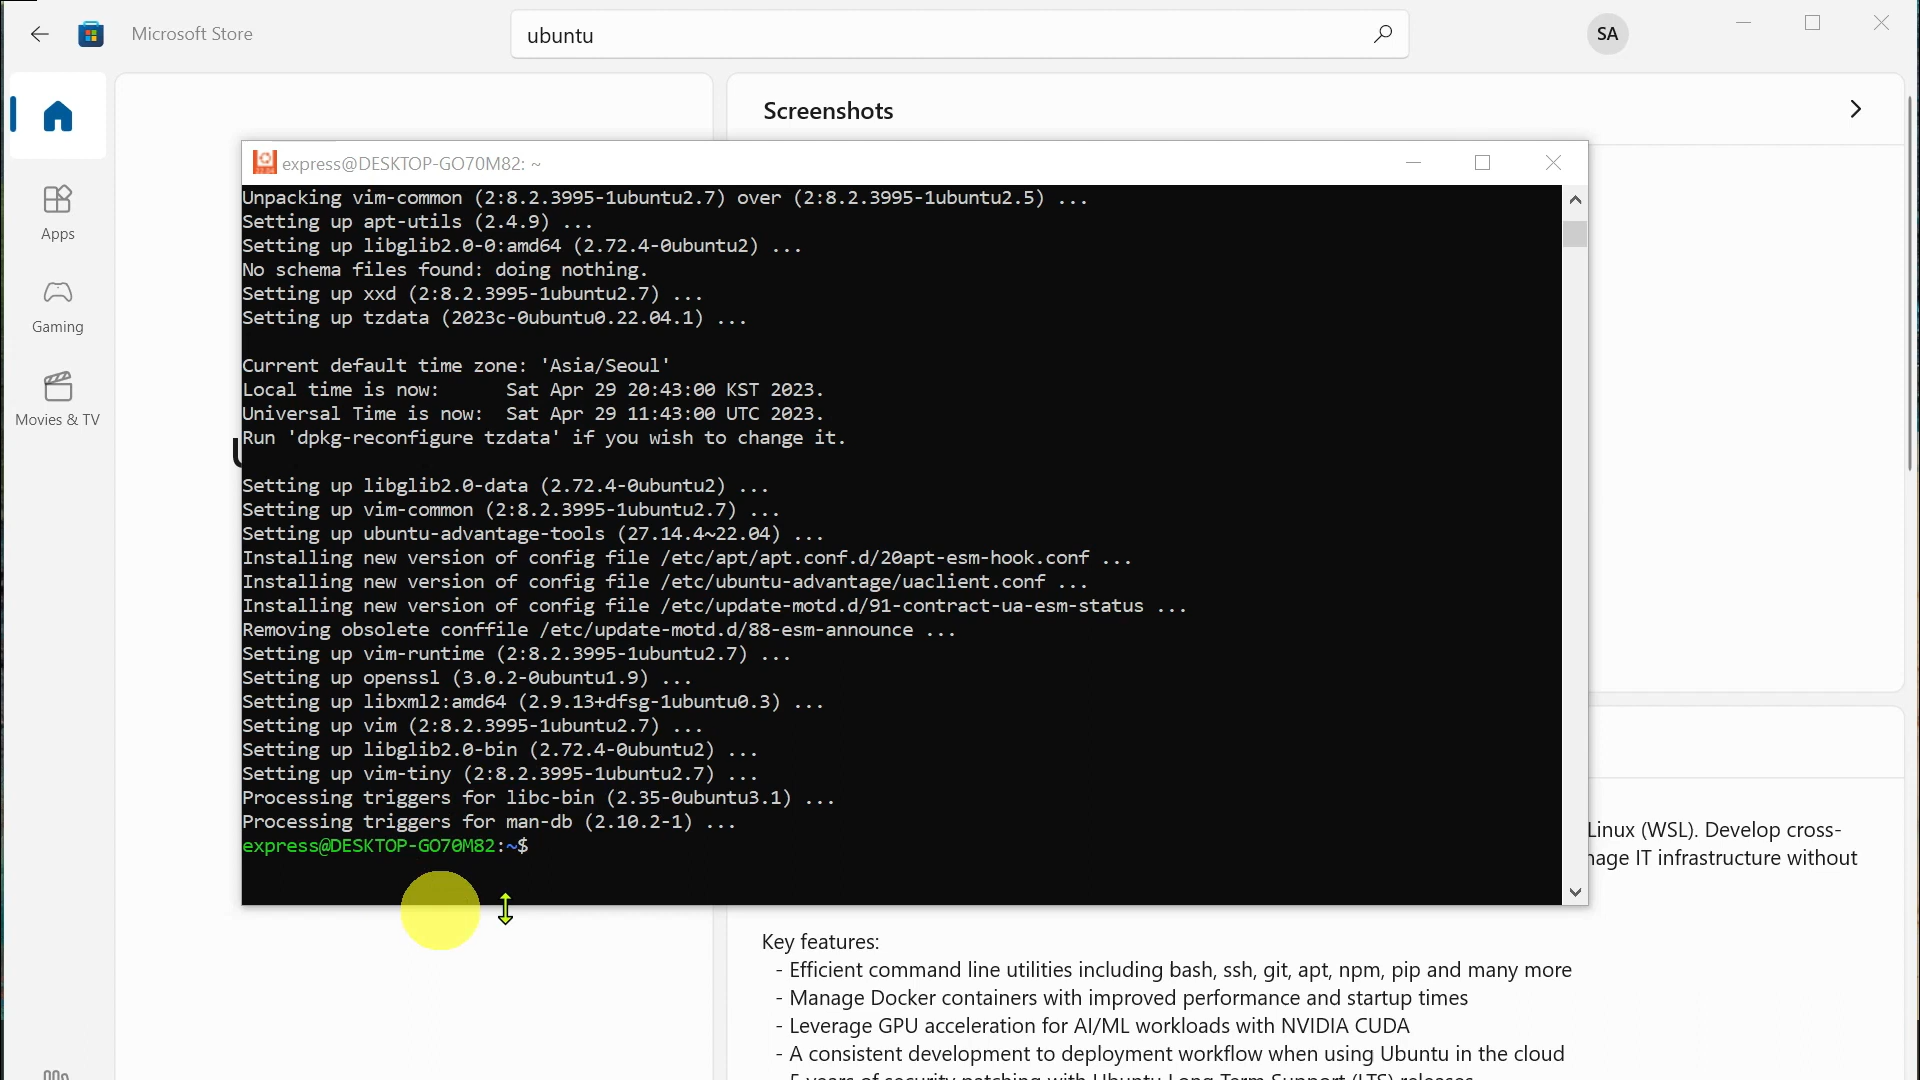 Microsoft Store
ubuntu
SA
Apps
Gaming
Movies & TV
Screenshots
express@DESKTOP-GO70M82: ~
Unpacking vim-common (2:8.2.3995-1ubuntu2.7) over (2:8.2.3995-1ubuntu2.5) ...
Setting up apt-utils (2.4.9) ...
Setting up libglib2.0-0:amd64 (2.72.4-0ubuntu2) ...
No schema files found: doing nothing.
Setting up xxd (2:8.2.3995-1ubuntu2.7) ...
Setting up tzdata (2023c-0ubuntu0.22.04.1) ...
Current default time zone: 'Asia/Seoul'
Local time is now:      Sat Apr 29 20:43:00 KST 2023.
Universal Time is now:  Sat Apr 29 11:43:00 UTC 2023.
Run 'dpkg-reconfigure tzdata' if you wish to change it.
Setting up libglib2.0-data (2.72.4-0ubuntu2) ...
Setting up vim-common (2:8.2.3995-1ubuntu2.7) ...
Setting up ubuntu-advantage-tools (27.14.4~22.04) ...
Installing new version of config file /etc/apt/apt.conf.d/20apt-esm-hook.conf ...
Installing new version of config file /etc/ubuntu-advantage/uaclient.conf ...
Installing new version of config file /etc/update-motd.d/91-contract-ua-esm-status ...
Removing obsolete conffile /etc/update-motd.d/88-esm-announce ...
Setting up vim-runtime (2:8.2.3995-1ubuntu2.7) ...
Setting up openssl (3.0.2-0ubuntu1.9) ...
Setting up libxml2:amd64 (2.9.13+dfsg-1ubuntu0.3) ...
Setting up vim (2:8.2.3995-1ubuntu2.7) ...
Setting up libglib2.0-bin (2.72.4-0ubuntu2) ...
Setting up vim-tiny (2:8.2.3995-1ubuntu2.7) ...
Processing triggers for libc-bin (2.35-0ubuntu3.1) ...
Processing triggers for man-db (2.10.2-1) ...
express@DESKTOP-GO70M82:~$
Linux (WSL). Develop cross-
nage IT infrastructure without
Key features:
- Efficient command line utilities including bash, ssh, git, apt, npm, pip and many more
- Manage Docker containers with improved performance and startup times
- Leverage GPU acceleration for AI/ML workloads with NVIDIA CUDA
- A consistent development to deployment workflow when using Ubuntu in the cloud
- 5 years of security patching with Ubuntu Long Term Support (LTS) releases